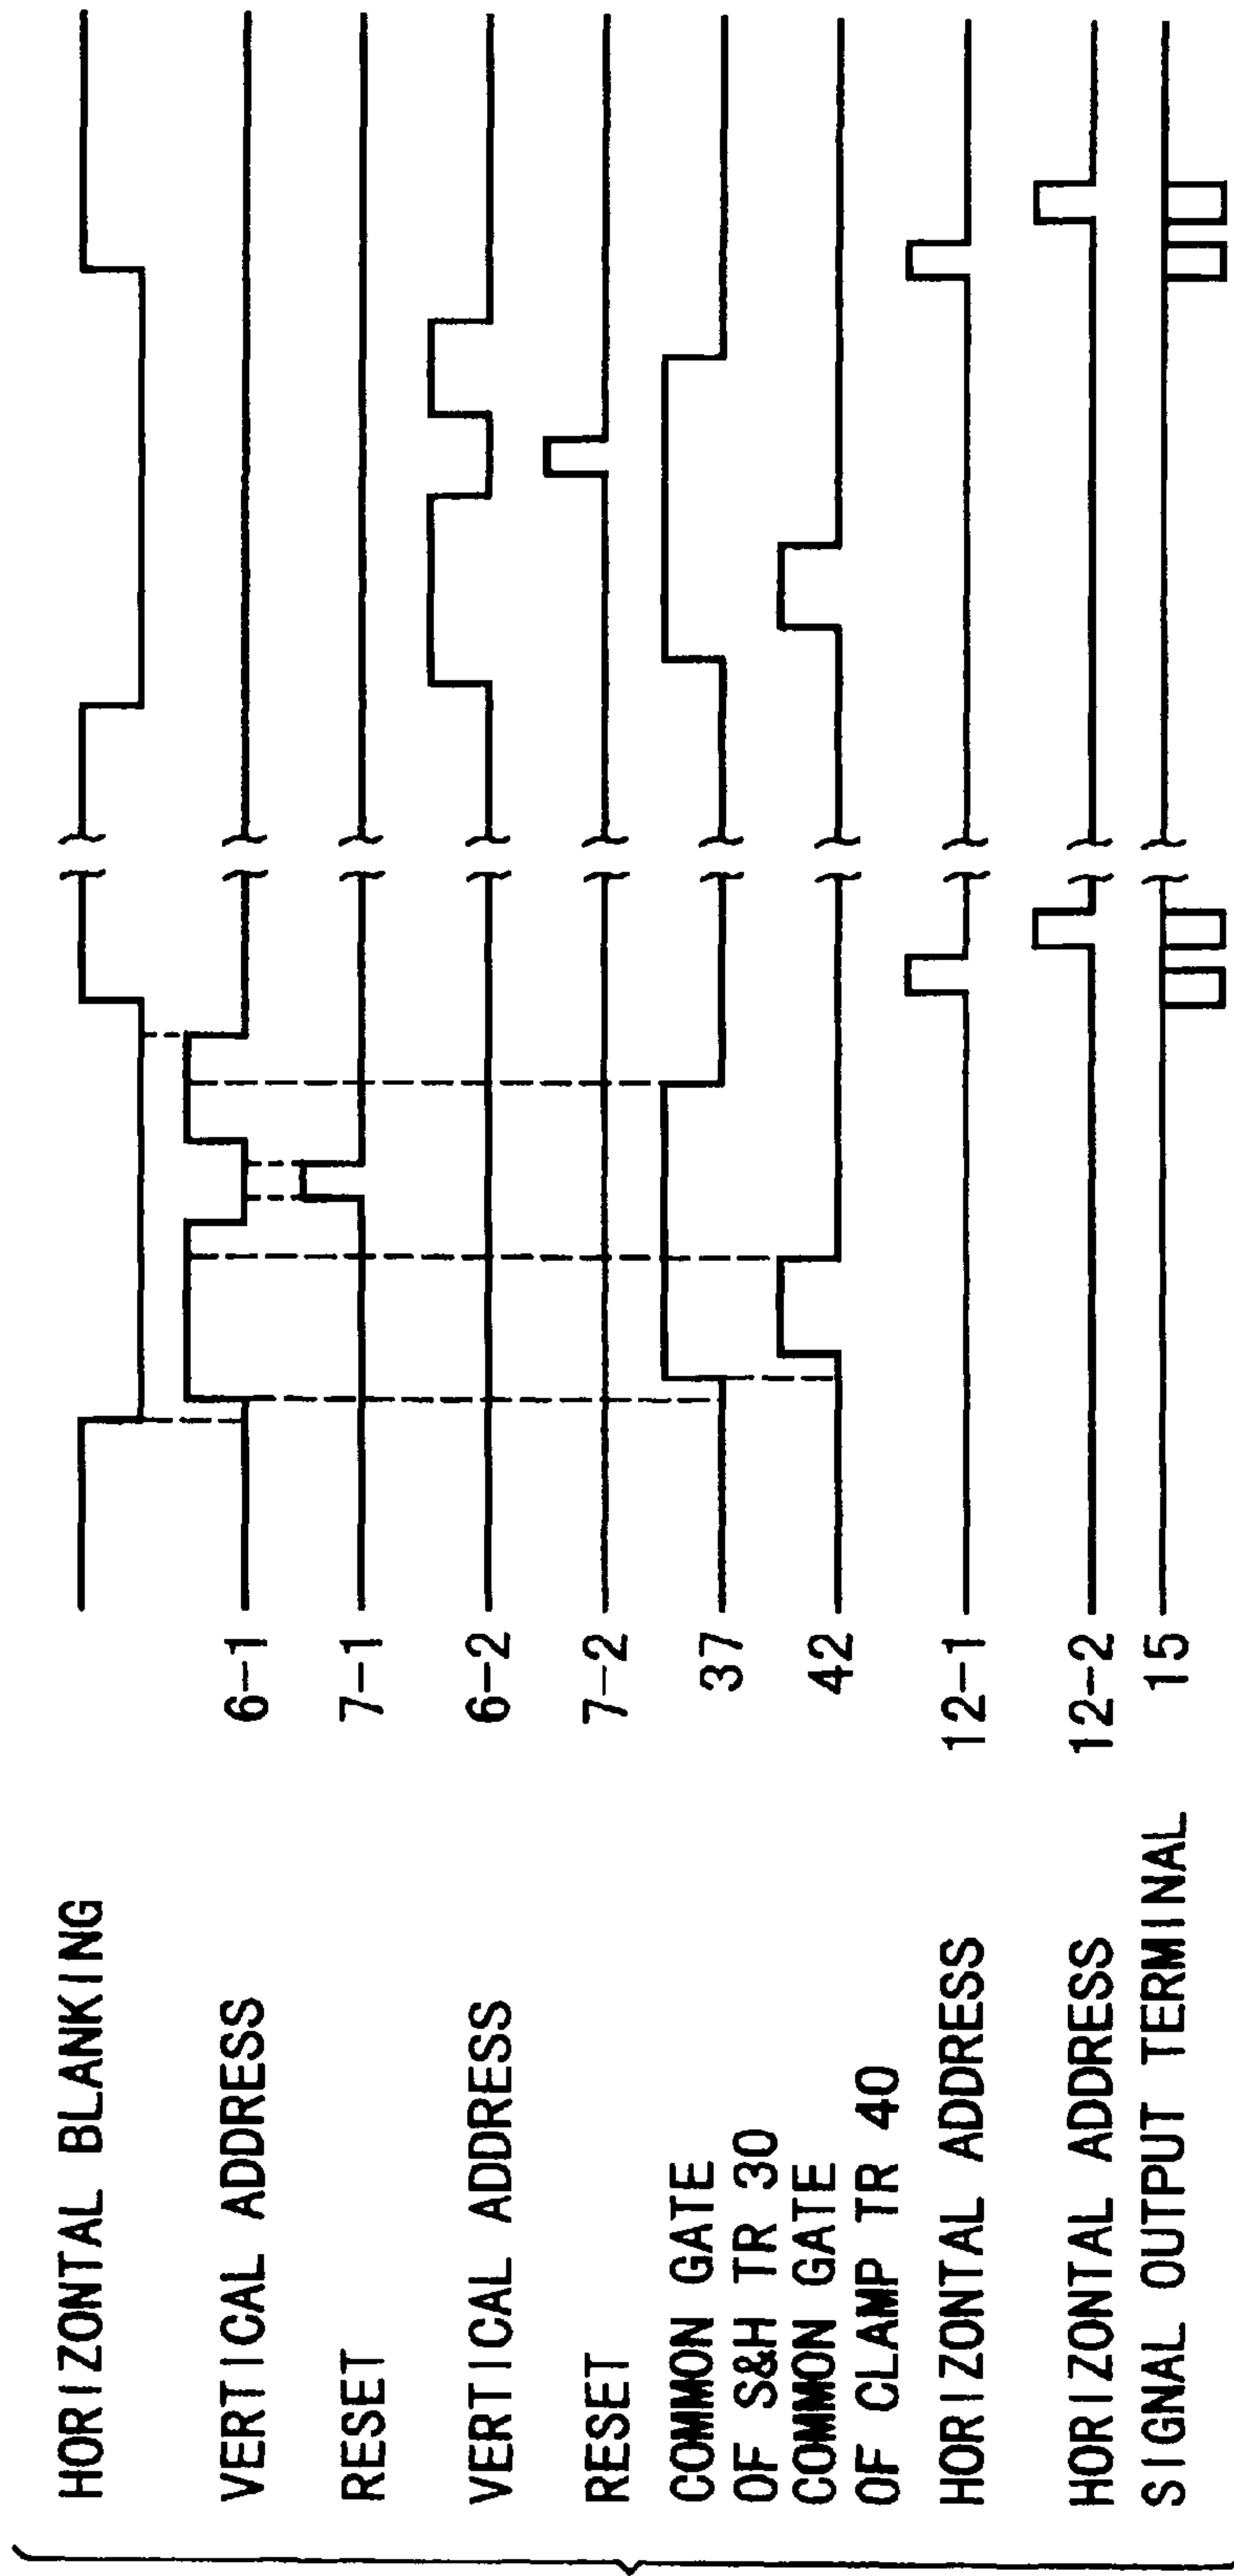 HORIZONTAL BLANKING
VERTICAL ADDRESS 6-1
RESET 7-1
VERTICAL ADDRESS 6-2
RESET 7-2
COMMON GATE
OF S&H TR 30 37
COMMON GATE
OF CLAMP TR 40 42
HORIZONTAL ADDRESS 12-1
HORIZONTAL ADDRESS 12-2
SIGNAL OUTPUT TERMINAL 15